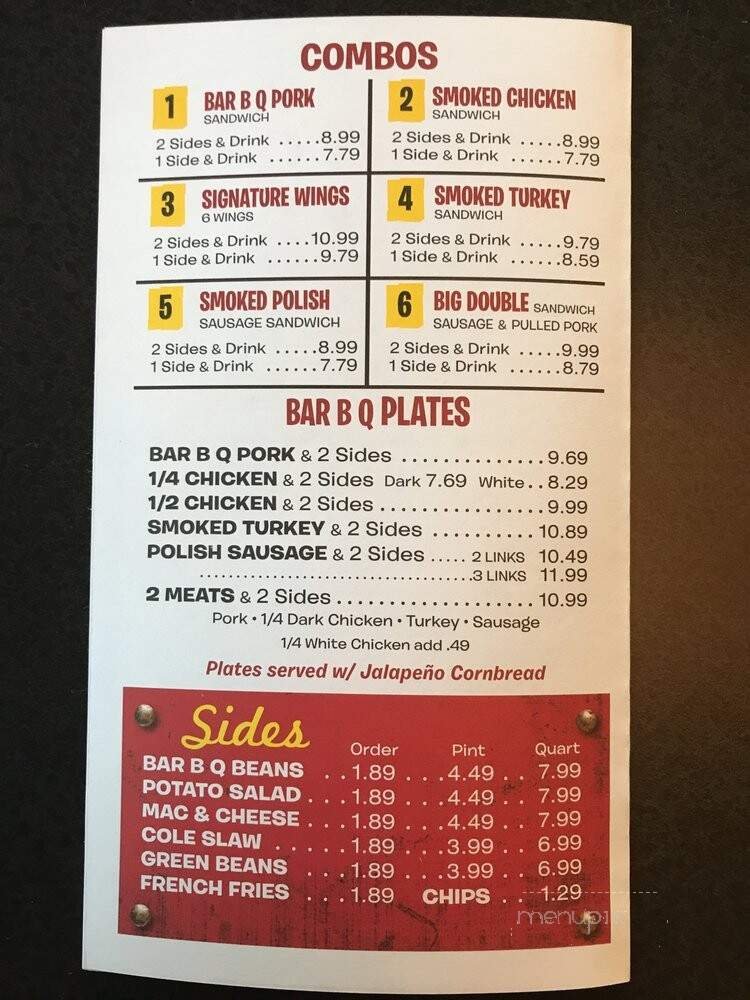 COMBOS
1 BAR B Q PORK
SANDWICH
2 Sides & Drink .....8.99
1 Side & Drink ......7.79
2 SMOKED CHICKEN
SANDWICH
2 Sides & Drink .....8.99
1 Side & Drink ......7.79
3 SIGNATURE WINGS
6 WINGS
2 Sides & Drink ....10.99
1 Side & Drink ......9.79
4 SMOKED TURKEY
SANDWICH
2 Sides & Drink .....9.79
1 Side & Drink ......8.59
5 SMOKED POLISH
SAUSAGE SANDWICH
2 Sides & Drink .....8.99
1 Side & Drink ......7.79
6 BIG DOUBLE SANDWICH
SAUSAGE & PULLED PORK
2 Sides & Drink .....9.99
1 Side & Drink ......8.79
BAR B Q PLATES
BAR B Q PORK & 2 Sides ..............9.69
1/4 CHICKEN & 2 Sides Dark 7.69 White..8.29
1/2 CHICKEN & 2 Sides................9.99
SMOKED TURKEY & 2 Sides ..........10.89
POLISH SAUSAGE & 2 Sides ..... 2 LINKS 10.49
......................................3 LINKS 11.99
2 MEATS & 2 Sides..................10.99
Pork • 1/4 Dark Chicken • Turkey • Sausage
1/4 White Chicken add .49
Plates served w/ Jalapeño Cornbread
Sides
Order Pint Quart
BAR B Q BEANS ..1.89 ...4.49 .. 7.99
POTATO SALAD ...1.89 ...4.49 .. 7.99
MAC & CHEESE ...1.89 ...4.49 .. 7.99
COLE SLAW ......1.89 ...3.99 .. 6.99
GREEN BEANS ...1.89 ...3.99 .. 6.99
FRENCH FRIES ...1.89 CHIPS .. 1.29